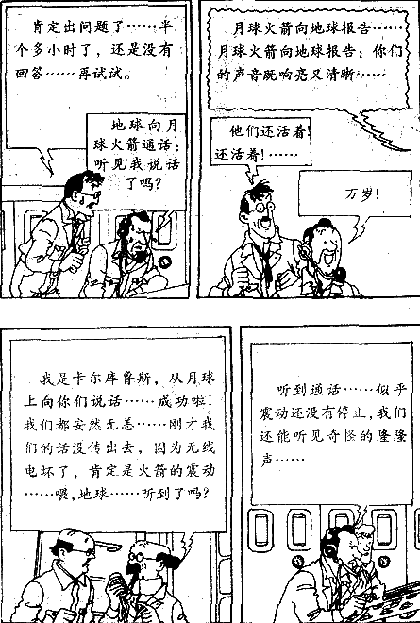 肯定出问题了……半
个多小时了，还是没有
回答……再试试。
地球向月
球火箭通话：
听见我说话
了吗？
月球火箭向地球报告……
月球火箭向地球报告：你们
的声音既响亮又清晰……
他们还活着！
还活着！……
万岁！
我是卡尔库鲁斯，从月球
上向你们说话……成功啦！
我们都安然无恙……刚才我
们的话没传出去，因为无线
电坏了，肯定是火箭的震动
……喂，地球……听到了吗？
听到通话……似乎
震动还没有停止，我们
还能听见奇怪的隆隆
声……